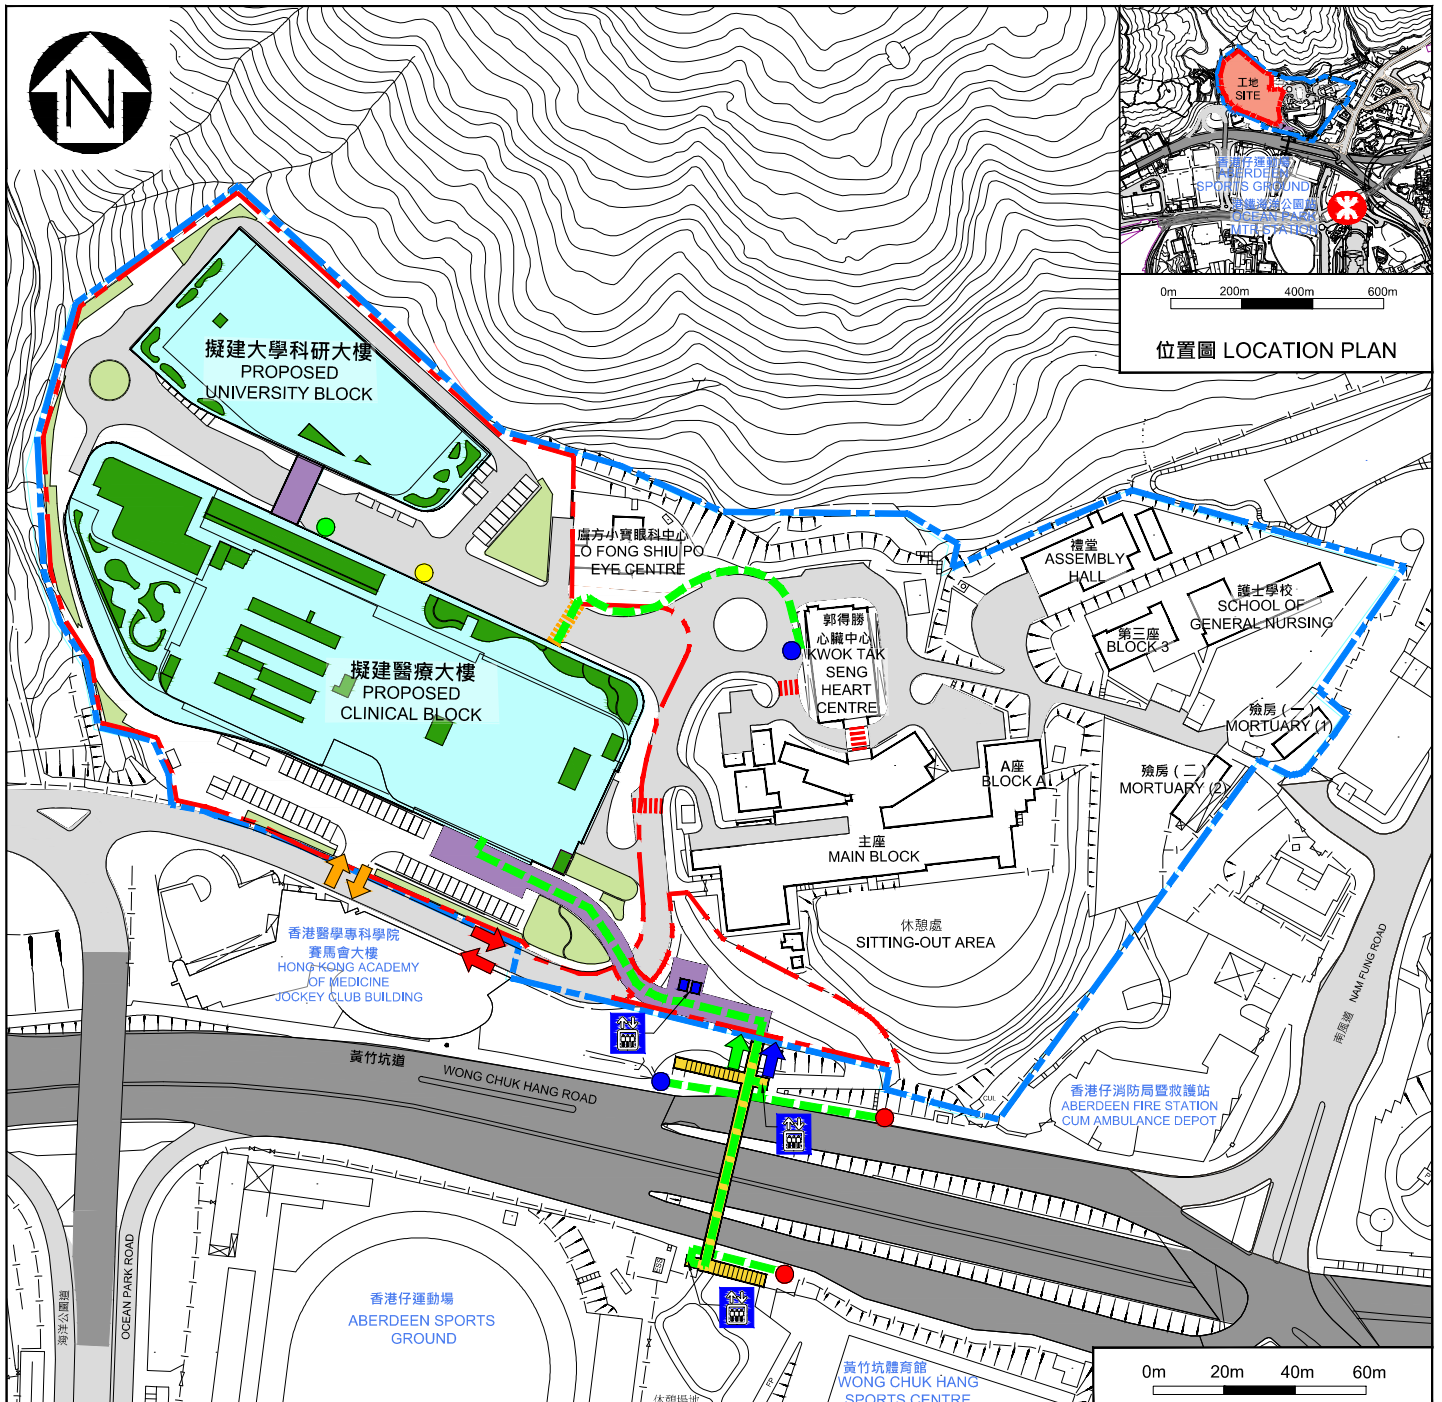 N
工地
SITE
香港仔運動場
ABERDEEN
SPORTS GROUND
港鐵海洋公園站
OCEAN PARK
MTR STATION
0m 200m 400m 600m
位置圖 LOCATION PLAN
擬建大學科研大樓
PROPOSED
UNIVERSITY BLOCK
盧方小寶眼科中心
LO FONG SHIU PO
EYE CENTRE
禮堂
ASSEMBLY
HALL
護士學校
SCHOOL OF
GENERAL NURSING
第三座
BLOCK 3
郭得勝
心臟中心
KWOK TAK
SENG
HEART
CENTRE
擬建醫療大樓
PROPOSED
CLINICAL BLOCK
殮房 ( 一 )
MORTUARY (1)
殮房 ( 二 )
MORTUARY (2)
A座
BLOCK A
主座
MAIN BLOCK
休憩處
SITTING-OUT AREA
香港醫學專科學院
賽馬會大樓
HONG KONG ACADEMY
OF MEDICINE
JOCKEY CLUB BUILDING
南風道 NAM FUNG ROAD
黃竹坑道
WONG CHUK HANG ROAD
香港仔消防局暨救護站
ABERDEEN FIRE STATION
CUM AMBULANCE DEPOT
CUL
海洋公園道
OCEAN PARK ROAD
ESS
香港仔運動場
ABERDEEN SPORTS
GROUND
FP
休憩場地
黃竹坑體育館
WONG CHUK HANG
SPORTS CENTRE
0m 20m 40m 60m